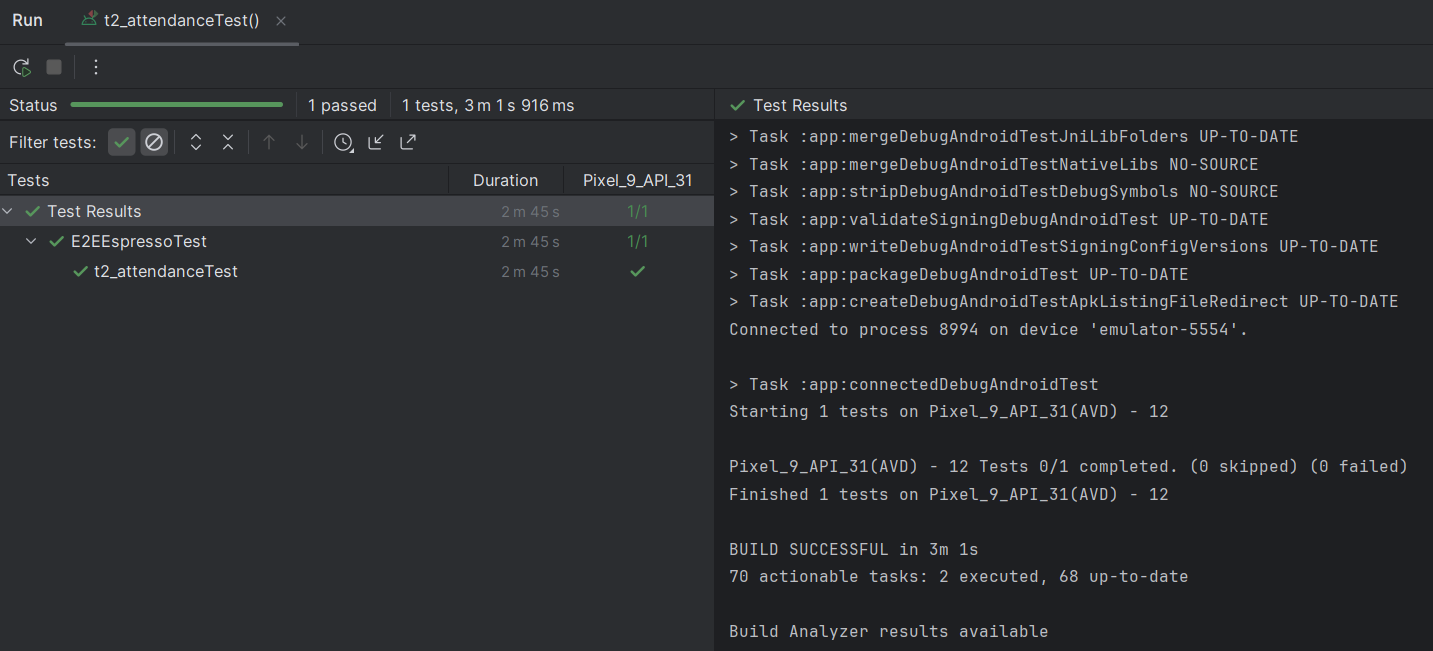 Run t2_attendanceTest()
Status 1 passed 1 tests, 3 m 1 s 916 ms
Filter tests:
Tests Duration Pixel_9_API_31
Test Results 2 m 45 s 1/1
E2EEspressoTest 2 m 45 s 1/1
t2_attendanceTest 2 m 45 s
Test Results
> Task :app:mergeDebugAndroidTestJniLibFolders UP-TO-DATE
> Task :app:mergeDebugAndroidTestNativeLibs NO-SOURCE
> Task :app:stripDebugAndroidTestDebugSymbols NO-SOURCE
> Task :app:validateSigningDebugAndroidTest UP-TO-DATE
> Task :app:writeDebugAndroidTestSigningConfigVersions UP-TO-DATE
> Task :app:packageDebugAndroidTest UP-TO-DATE
> Task :app:createDebugAndroidTestApkListingFileRedirect UP-TO-DATE
Connected to process 8994 on device 'emulator-5554'.
> Task :app:connectedDebugAndroidTest
Starting 1 tests on Pixel_9_API_31(AVD) - 12
Pixel_9_API_31(AVD) - 12 Tests 0/1 completed. (0 skipped) (0 failed)
Finished 1 tests on Pixel_9_API_31(AVD) - 12
BUILD SUCCESSFUL in 3m 1s
70 actionable tasks: 2 executed, 68 up-to-date
Build Analyzer results available